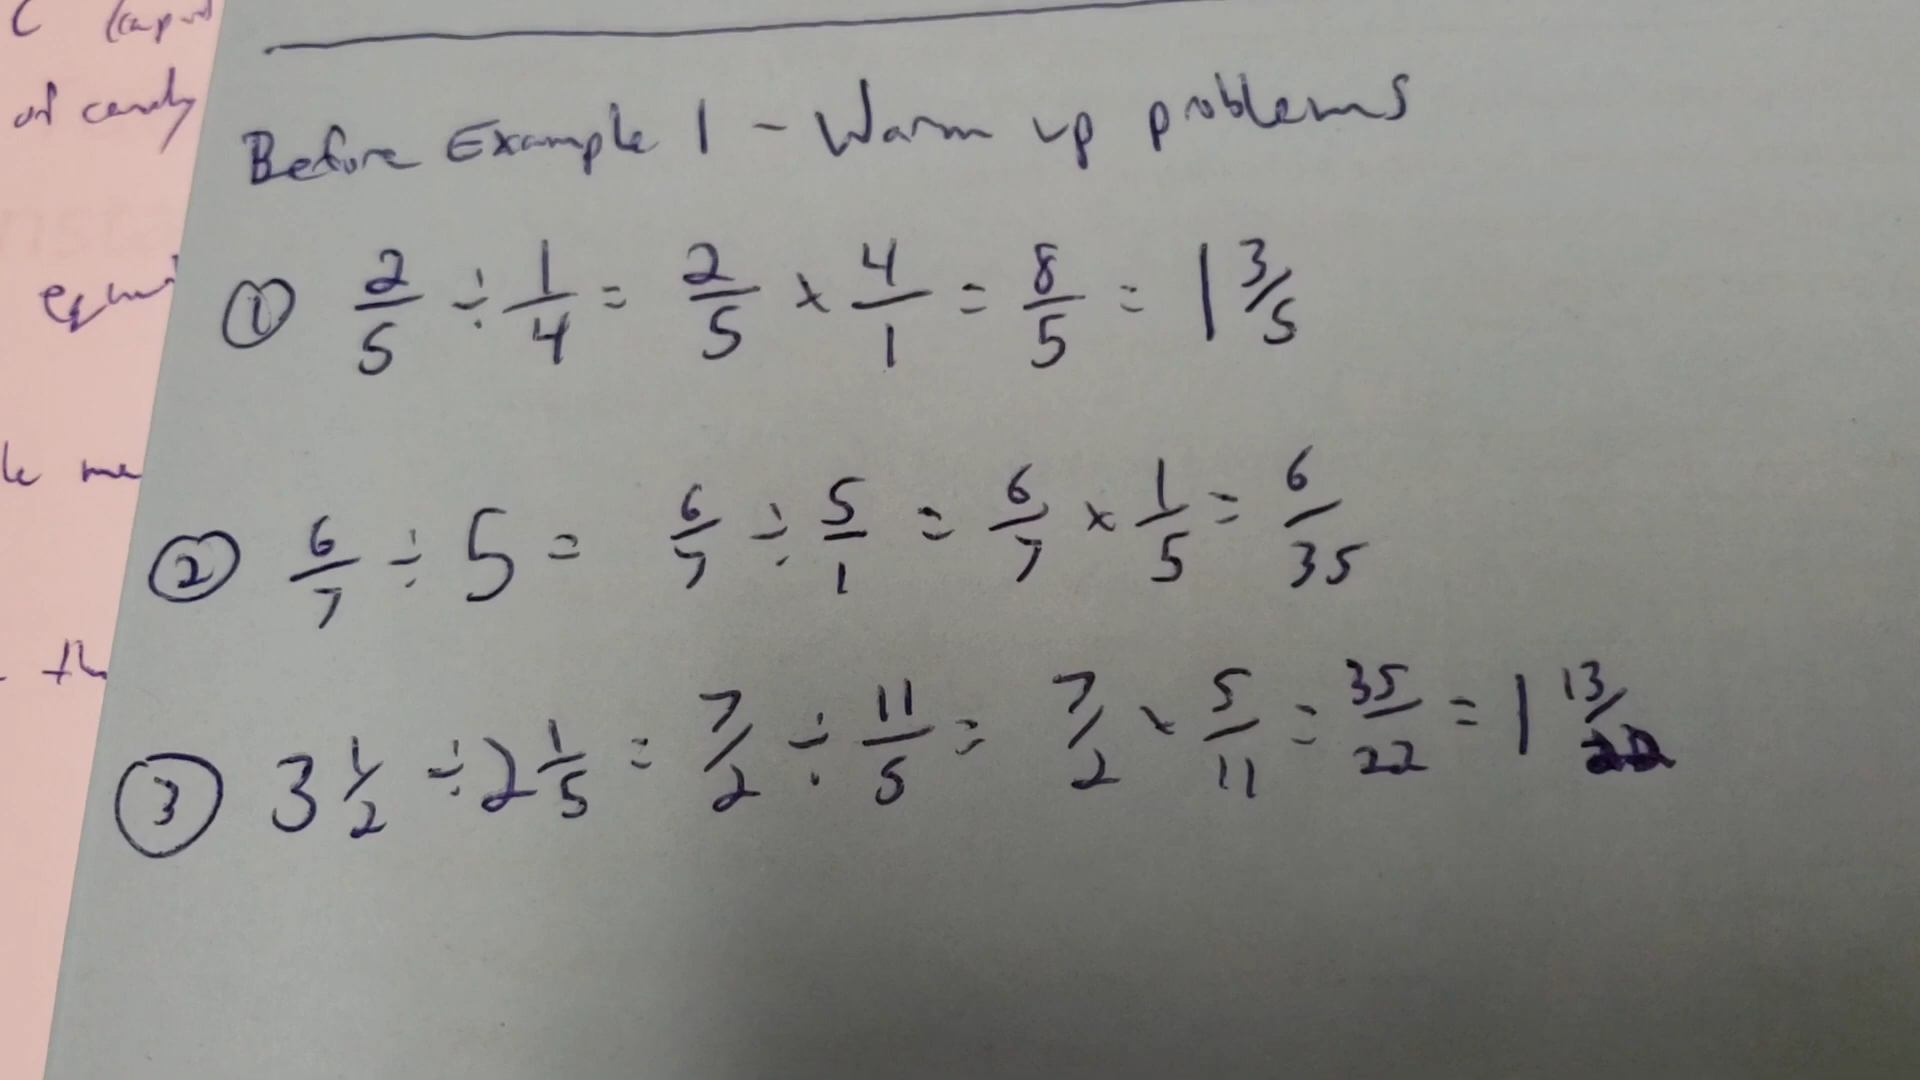 C
of candy
Before Example 1 - Warm up problems
① 2/5 ÷ 1/4 = 2/5 × 4/1 = 8/5 = 1 3/5
② 6/7 ÷ 5 = 6/7 ÷ 5/1 = 6/7 × 1/5 = 6/35
③ 3 1/2 ÷ 2 1/5 = 7/2 ÷ 11/5 = 7/2 × 5/11 = 35/22 = 1 13/22